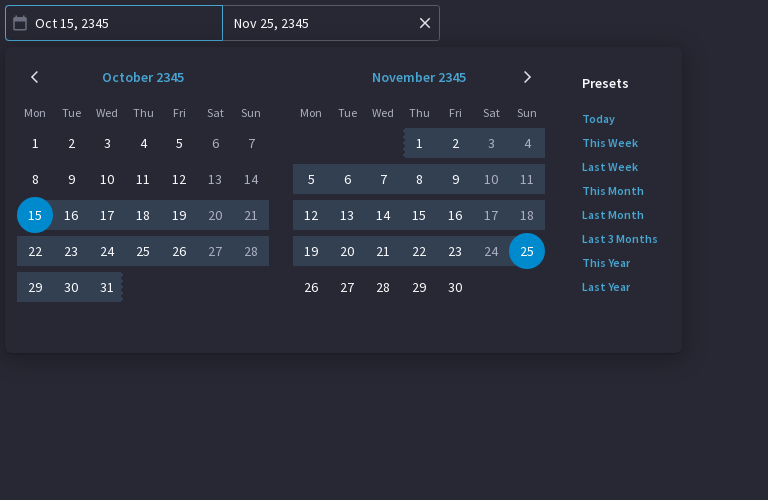 Oct 15, 2345 Nov 25, 2345
October 2345
Mon Tue Wed Thu Fri Sat Sun
1 2 3 4 5 6 7
8 9 10 11 12 13 14
15 16 17 18 19 20 21
22 23 24 25 26 27 28
29 30 31
November 2345
Mon Tue Wed Thu Fri Sat Sun
1 2 3 4
5 6 7 8 9 10 11
12 13 14 15 16 17 18
19 20 21 22 23 24 25
26 27 28 29 30
Presets
Today
This Week
Last Week
This Month
Last Month
Last 3 Months
This Year
Last Year